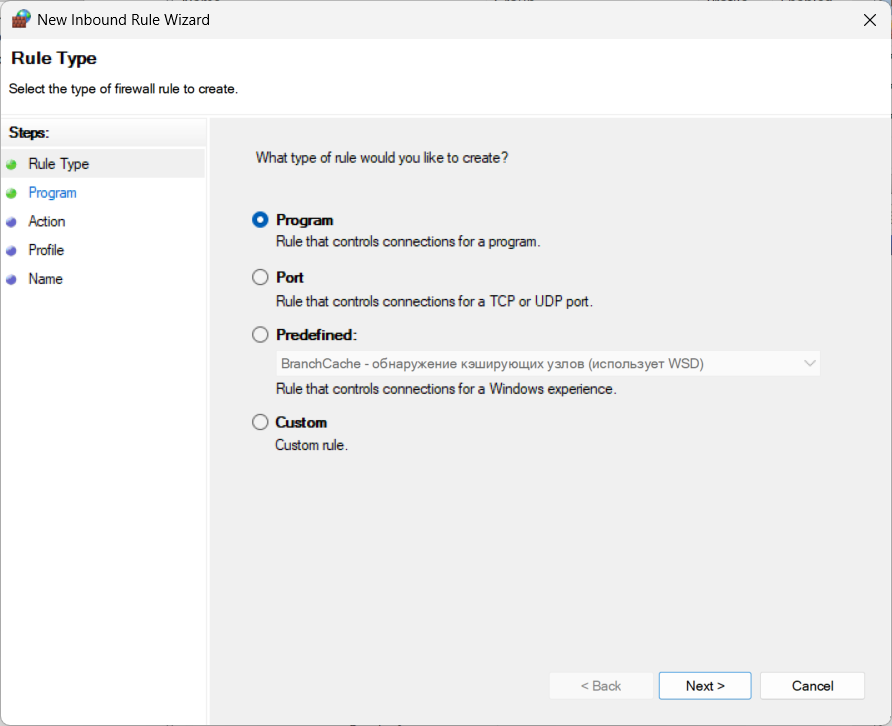 New Inbound Rule Wizard
Rule Type
Select the type of firewall rule to create.
Steps:
Rule Type
Program
Action
Profile
Name
What type of rule would you like to create?
Program
Rule that controls connections for a program.
Port
Rule that controls connections for a TCP or UDP port.
Predefined:
BranchCache - обнаружение кэширующих узлов (использует WSD)
Rule that controls connections for a Windows experience.
Custom
Custom rule.
< Back
Next >
Cancel